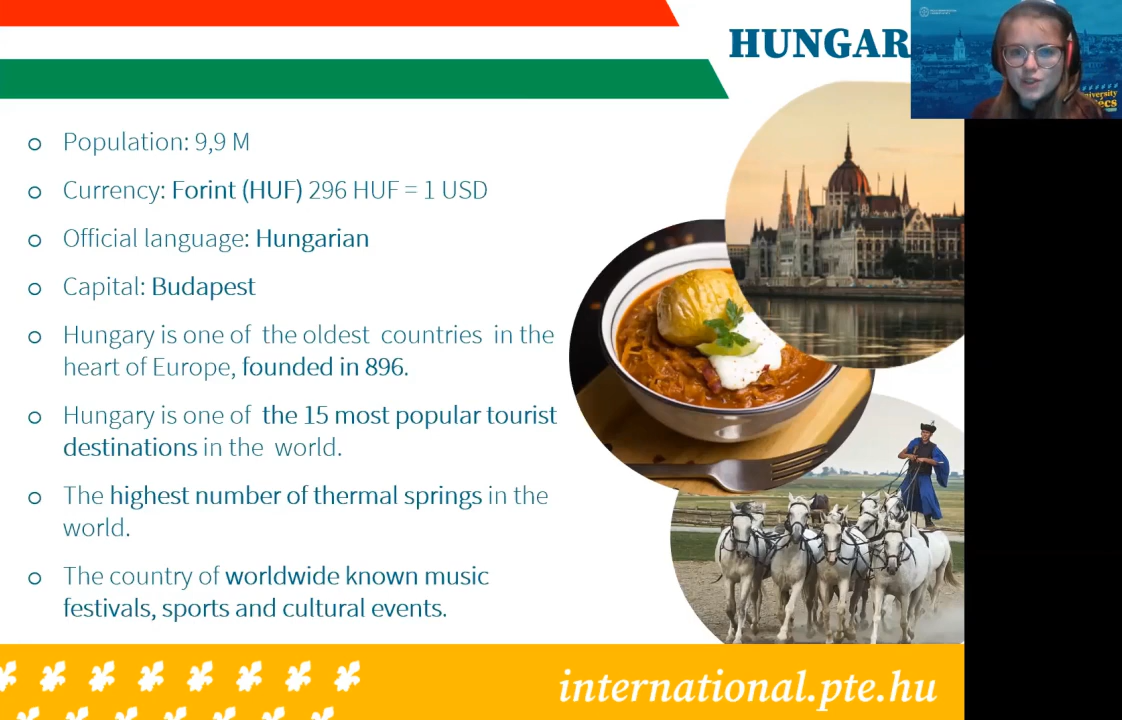 HUNGAR
Population: 9,9 M
Currency: Forint (HUF) 296 HUF = 1 USD
Official language: Hungarian
Capital: Budapest
Hungary is one of the oldest countries in the
heart of Europe, founded in 896.
Hungary is one of the 15 most popular tourist
destinations in the world.
The highest number of thermal springs in the
world.
The country of worldwide known music
festivals, sports and cultural events.
international.pte.hu